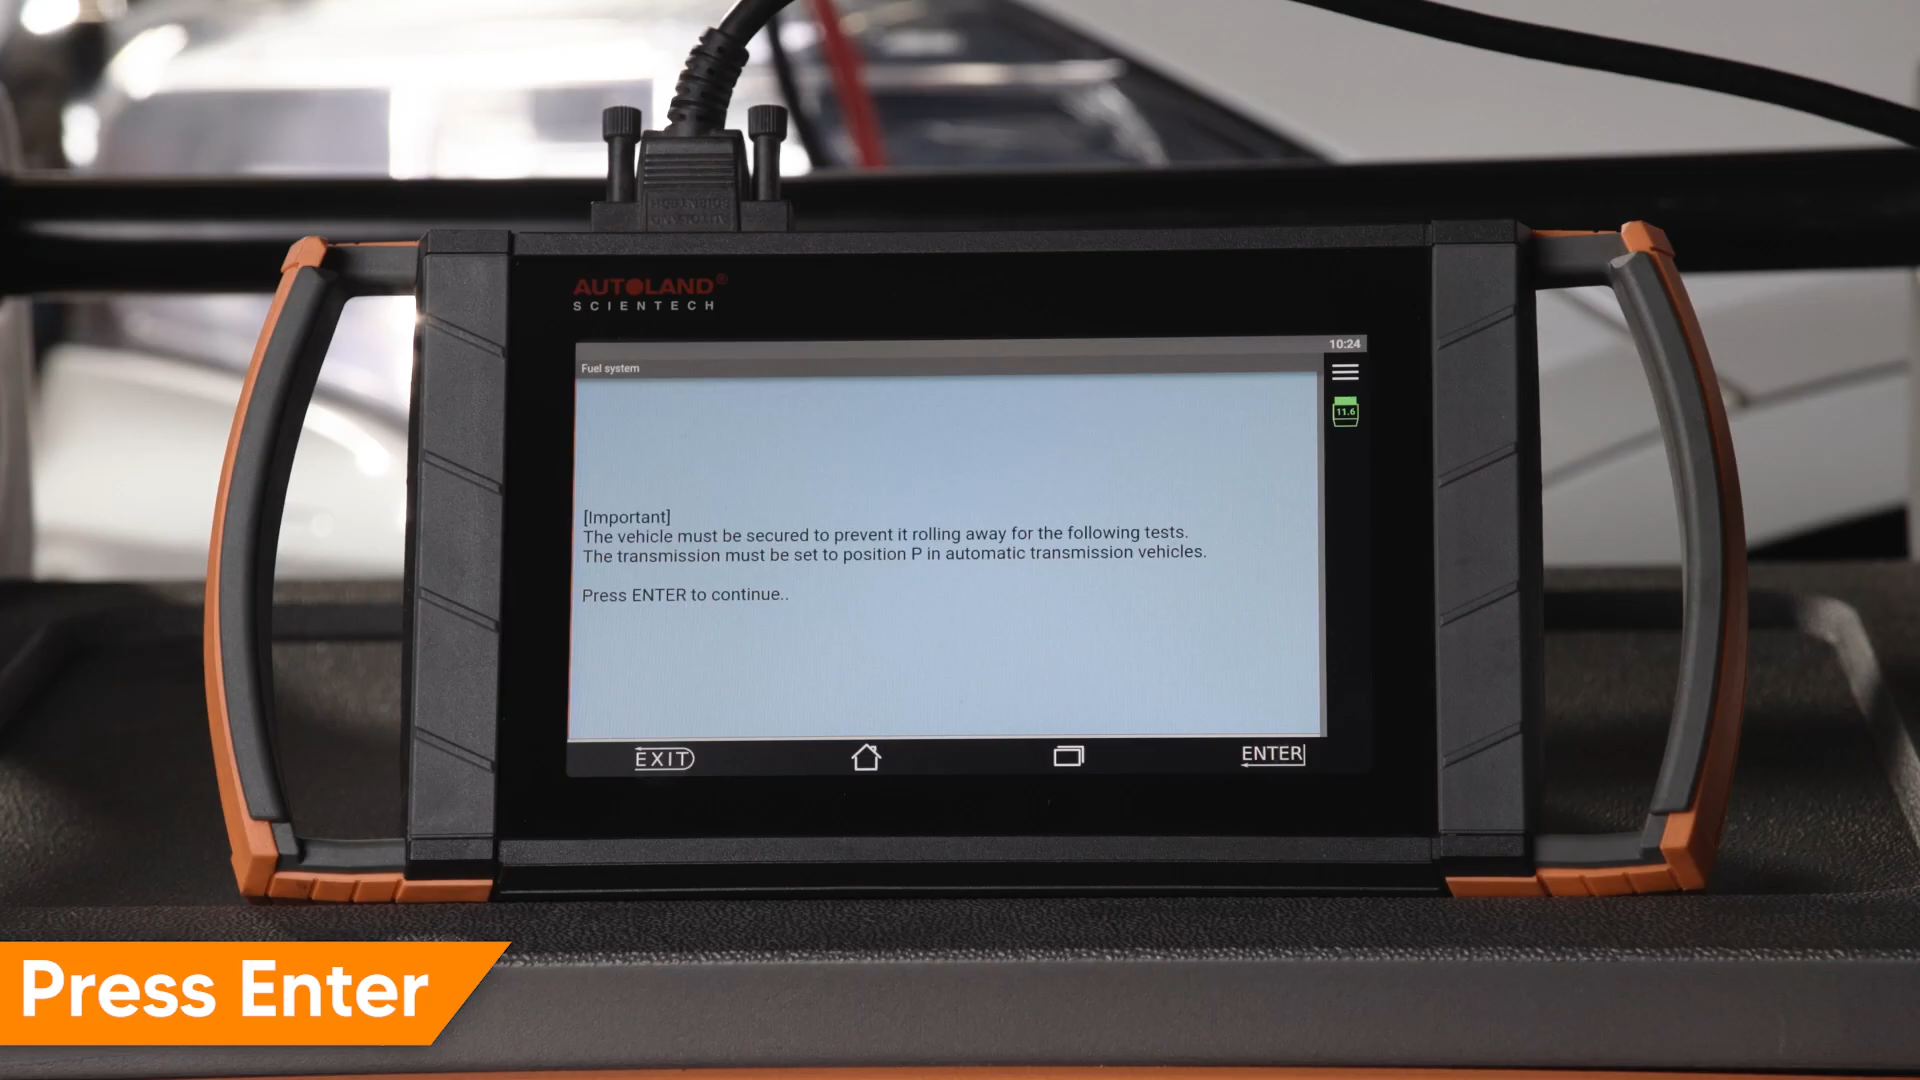 AUTOLAND®
SCIENTECH
10:24
Fuel system
11.6
[Important]
The vehicle must be secured to prevent it rolling away for the following tests.
The transmission must be set to position P in automatic transmission vehicles.
Press ENTER to continue..
EXIT
ENTER
Press Enter